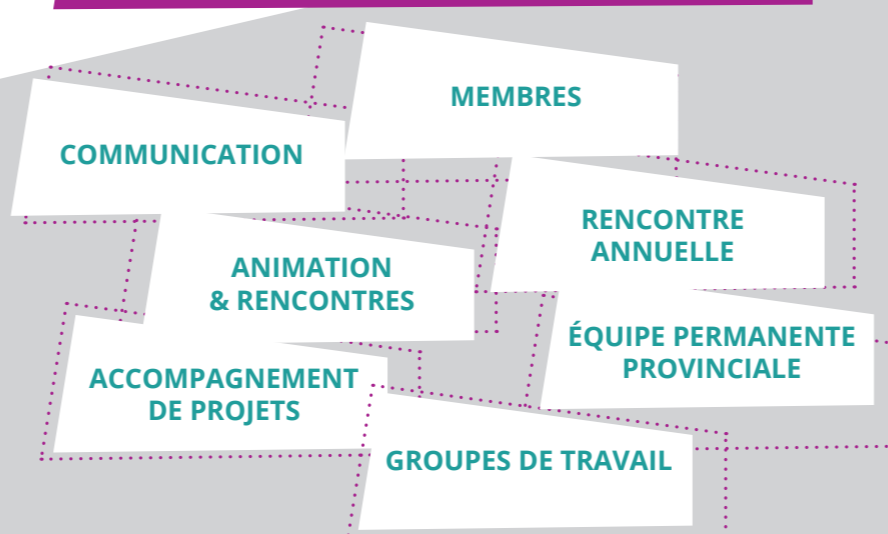 MEMBRES
COMMUNICATION
RENCONTRE
ANNUELLE
ANIMATION
& RENCONTRES
ÉQUIPE PERMANENTE
PROVINCIALE
ACCOMPAGNEMENT
DE PROJETS
GROUPES DE TRAVAIL